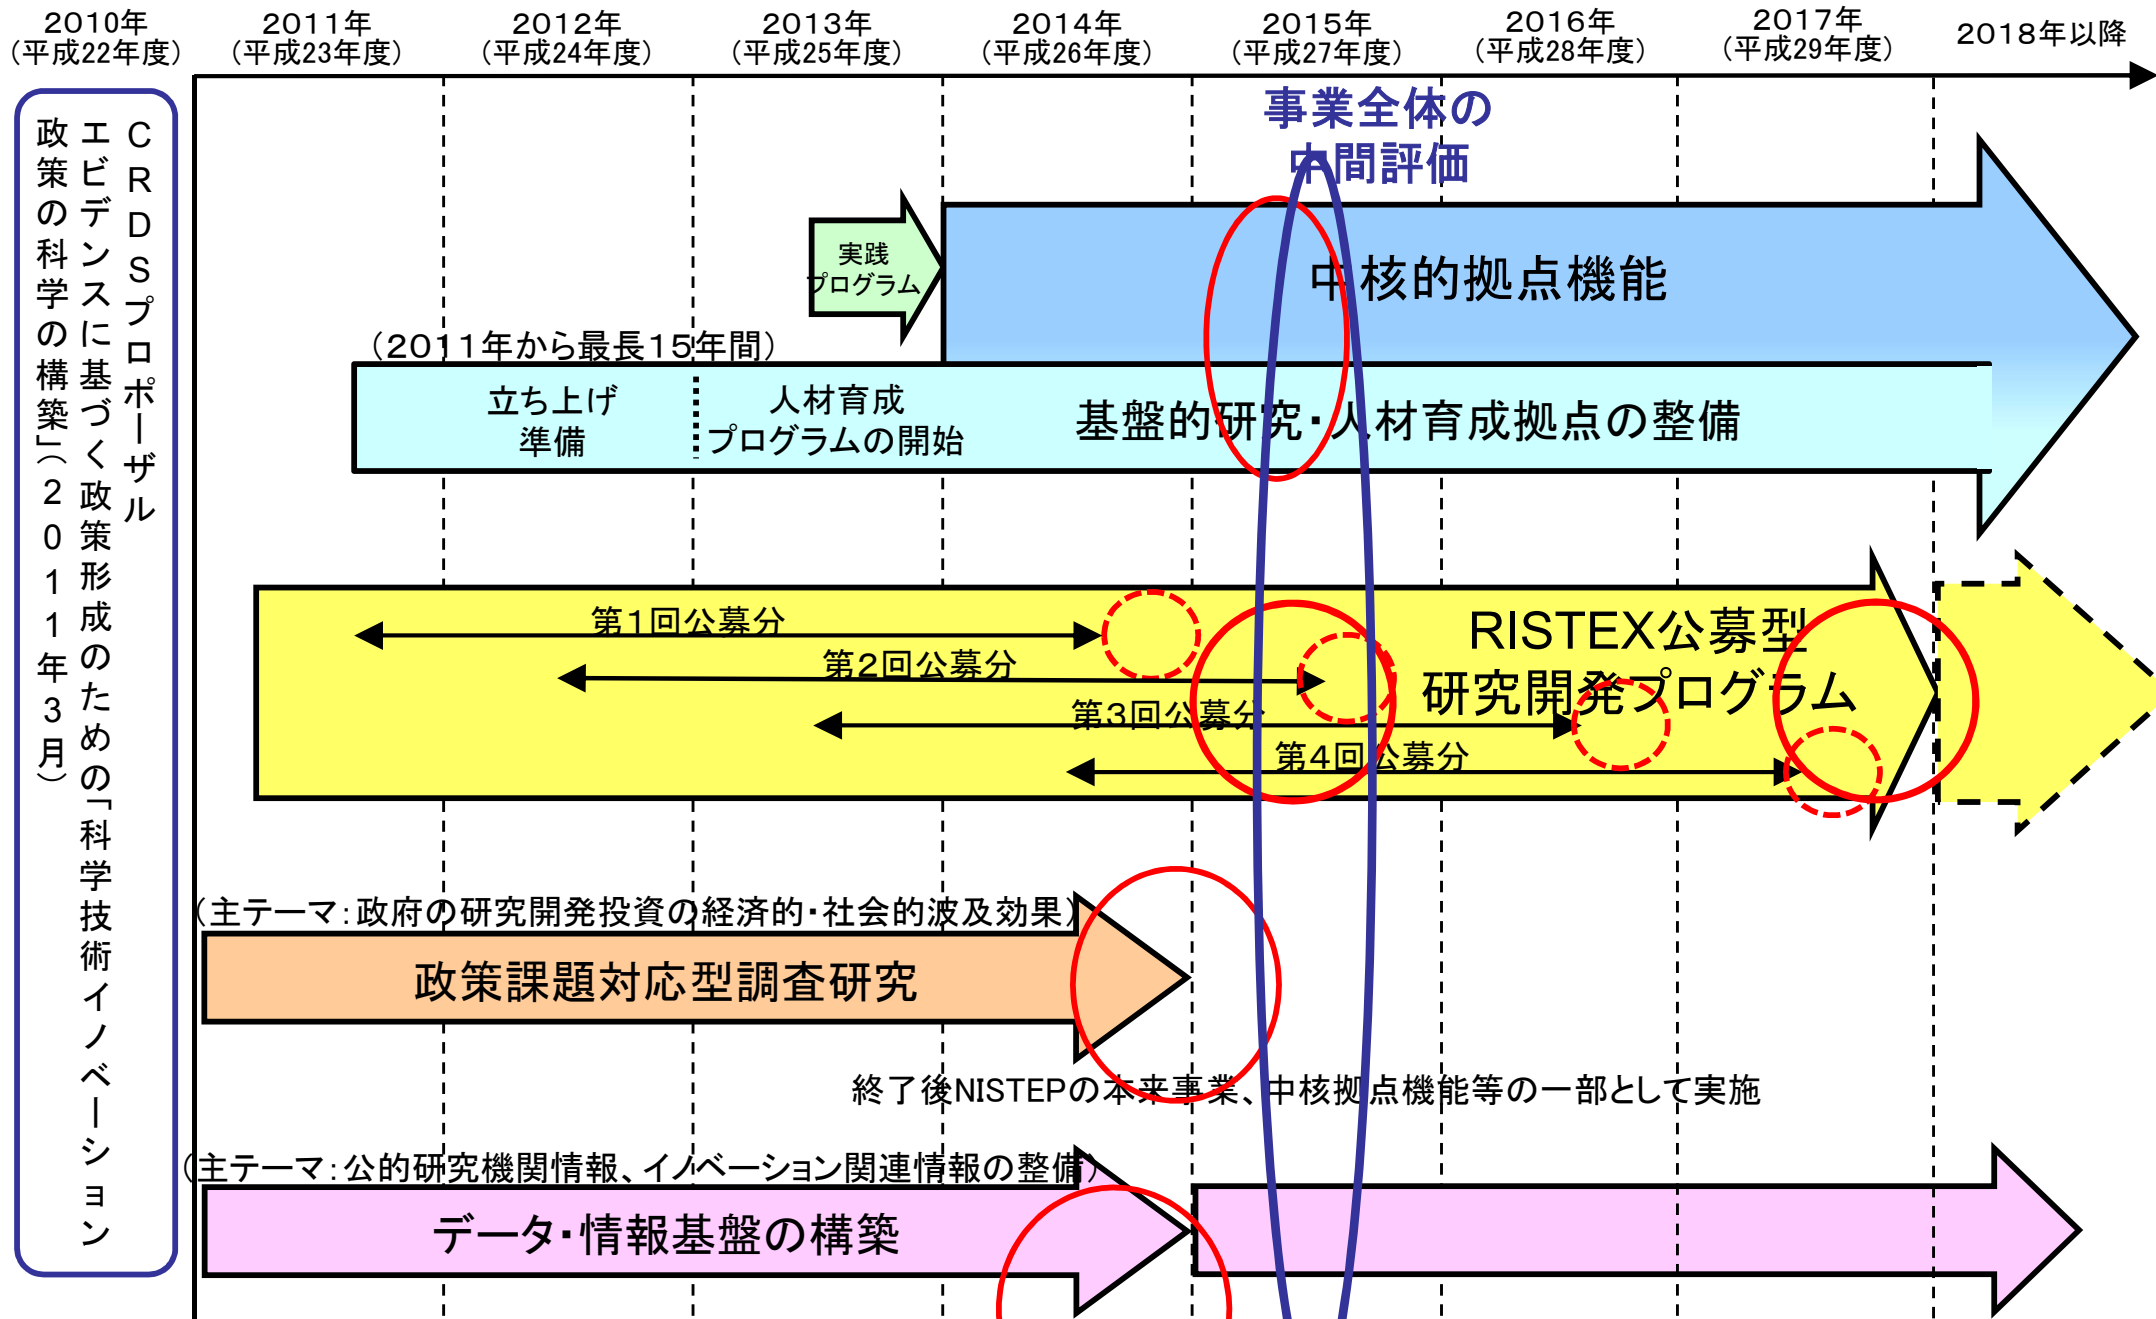 2010年
（平成22年度）
2011年
（平成23年度）
2012年
（平成24年度）
2013年
（平成25年度）
2014年
（平成26年度）
2015年
（平成27年度）
2016年
（平成28年度）
2017年
（平成29年度）
2018年以降
CRDSプロポーザル
エビデンスに基づく政策形成のための「科学技術イノベーション
政策の科学の構築」（2011年3月）
事業全体の
中間評価
実践
プログラム
中核的拠点機能
（2011年から最長15年間）
立ち上げ
準備
人材育成
プログラムの開始
基盤的研究・人材育成拠点の整備
第1回公募分
第2回公募分
第3回公募分
第4回公募分
RISTEX公募型
研究開発プログラム
（主テーマ：政府の研究開発投資の経済的・社会的波及効果）
政策課題対応型調査研究
終了後NISTEPの本来事業、中核拠点機能等の一部として実施
（主テーマ：公的研究機関情報、イノベーション関連情報の整備）
データ・情報基盤の構築